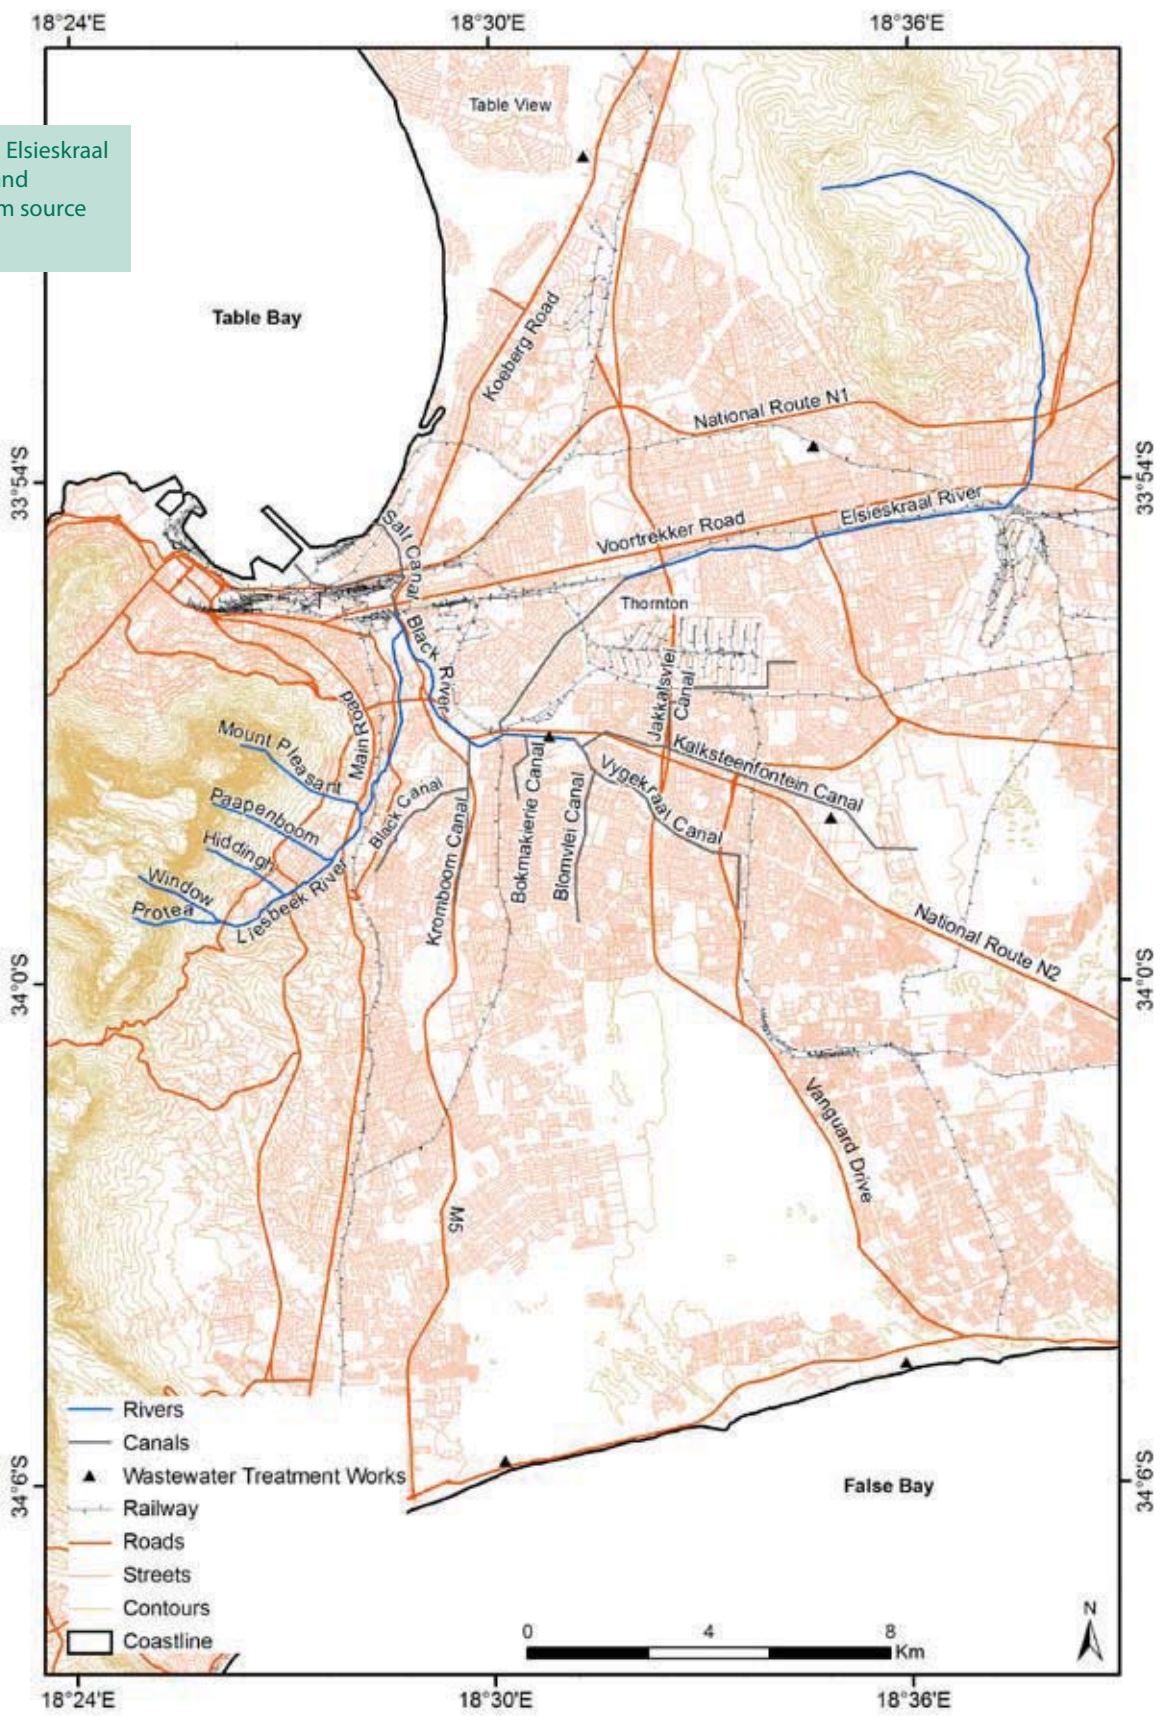 18°24'E
18°30'E
18°36'E
Table View
Elsieskraal
source
Table Bay
Koeberg Road
National Route N1
33°54'S
33°54'S
Elsieskraal River
Salt Canal
Voortrekker Road
Thornton
Black River
Jakkalsvlei
Canal
Main Road
Mount Pleasant
Kalksteenfontein Canal
Vygekraal Canal
Paapenboom
Black Canal
Bokmakierie Canal
Blomvlei Canal
Kromboom Canal
Hiddingh
Window
Protea
Liesbeek River
National Route N2
34°0'S
34°0'S
Vanguard Drive
M5
Rivers
Canals
Wastewater Treatment Works
Railway
Roads
Streets
Contours
Coastline
34°6'S
34°6'S
False Bay
N
0 4 8
Km
18°24'E
18°30'E
18°36'E